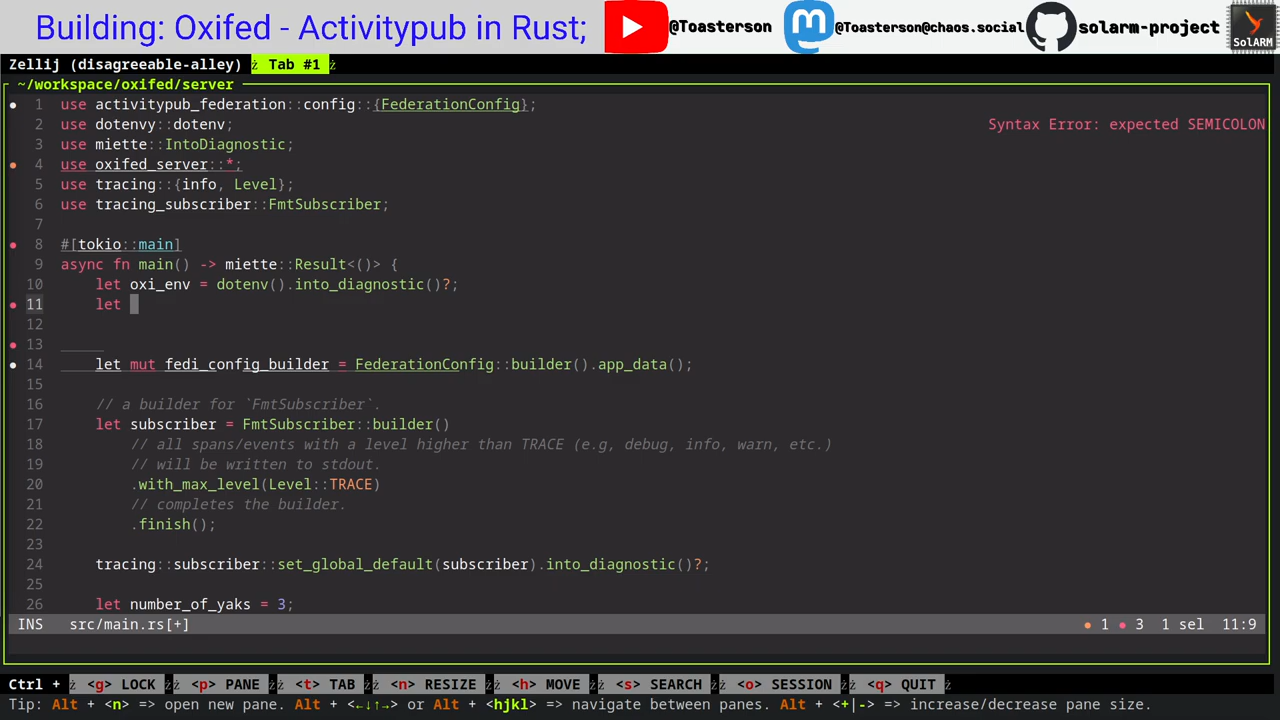 Building: Oxifed - Activitypub in Rust; @Toasterson @Toasterson@chaos.social solarm-project SolARM
Zellij (disagreeable-alley) Tab #1
~/workspace/oxifed/server
1 use activitypub_federation::config::{FederationConfig};
2 use dotenvy::dotenv; Syntax Error: expected SEMICOLON
3 use miette::IntoDiagnostic;
4 use oxifed_server::*;
5 use tracing::{info, Level};
6 use tracing_subscriber::FmtSubscriber;
7
8 #[tokio::main]
9 async fn main() -> miette::Result<()> {
10     let oxi_env = dotenv().into_diagnostic()?;
11     let
12
13
14     let mut fedi_config_builder = FederationConfig::builder().app_data();
15
16     // a builder for `FmtSubscriber`.
17     let subscriber = FmtSubscriber::builder()
18         // all spans/events with a level higher than TRACE (e.g, debug, info, warn, etc.)
19         // will be written to stdout.
20         .with_max_level(Level::TRACE)
21         // completes the builder.
22         .finish();
23
24     tracing::subscriber::set_global_default(subscriber).into_diagnostic()?;
25
26     let number_of_yaks = 3;
INS src/main.rs[+] 1 3 1 sel 11:9
Ctrl + <g> LOCK <p> PANE <t> TAB <n> RESIZE <h> MOVE <s> SEARCH <o> SESSION <q> QUIT
Tip: Alt + <n> => open new pane. Alt + <←↓↑→> or Alt + <hjkl> => navigate between panes. Alt + <+|-> => increase/decrease pane size.